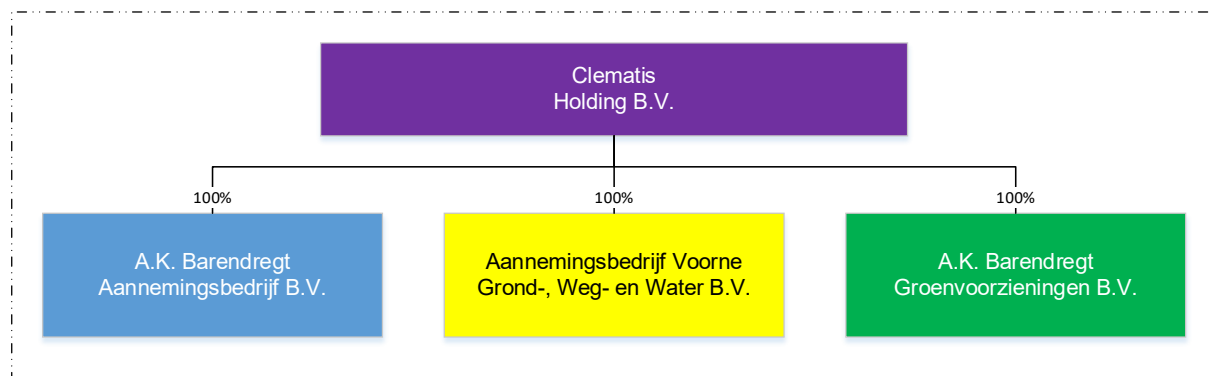 Clematis
Holding B.V.
100%
100%
100%
A.K. Barendregt
Aannemingsbedrijf B.V.
Aannemingsbedrijf Voorne
Grond-, Weg- en Water B.V.
A.K. Barendregt
Groenvoorzieningen B.V.